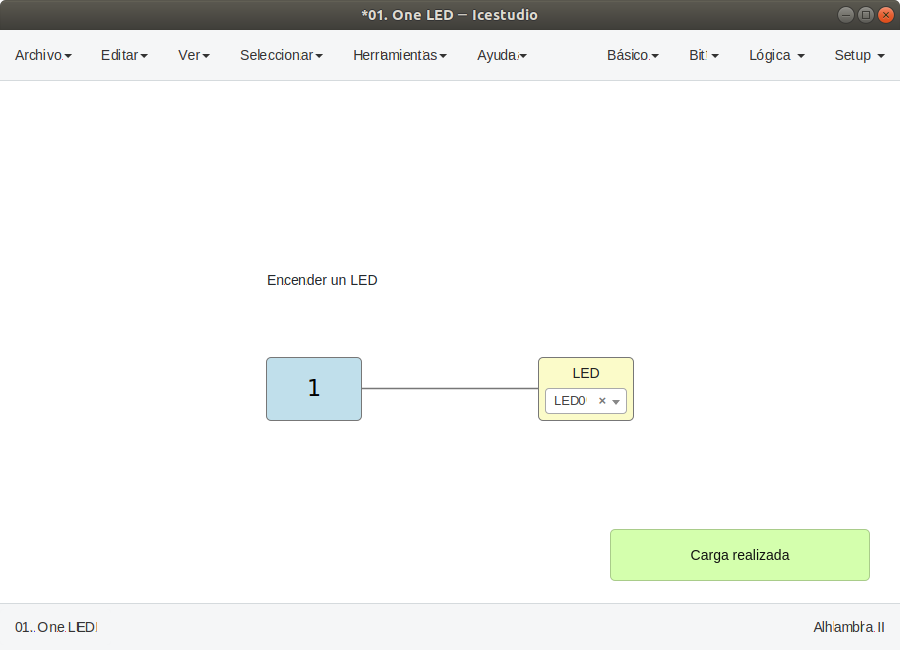 *01. One LED – Icestudio
Archivo Editar Ver Seleccionar Herramientas Ayuda Básico Bit Lógica Setup
Encender un LED
1
LED
LED0
Carga realizada
01. One LED
Alhambra II